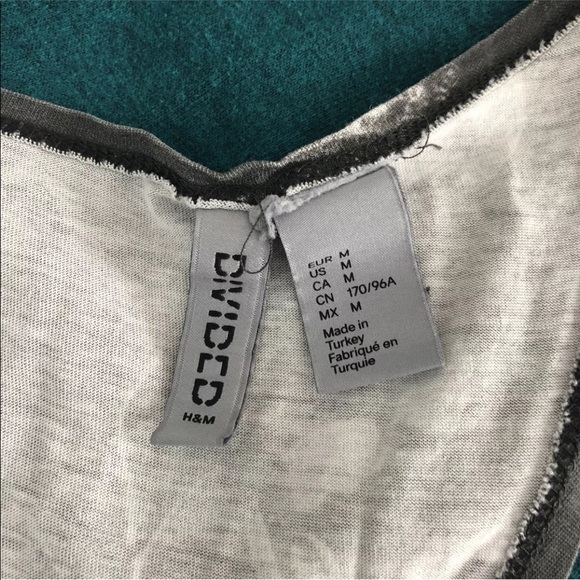 DIVIDED
H&M
EUR M
US M
CA M
CN 170/96A
MX M
Made in
Turkey
Fabriqué en
Turquie